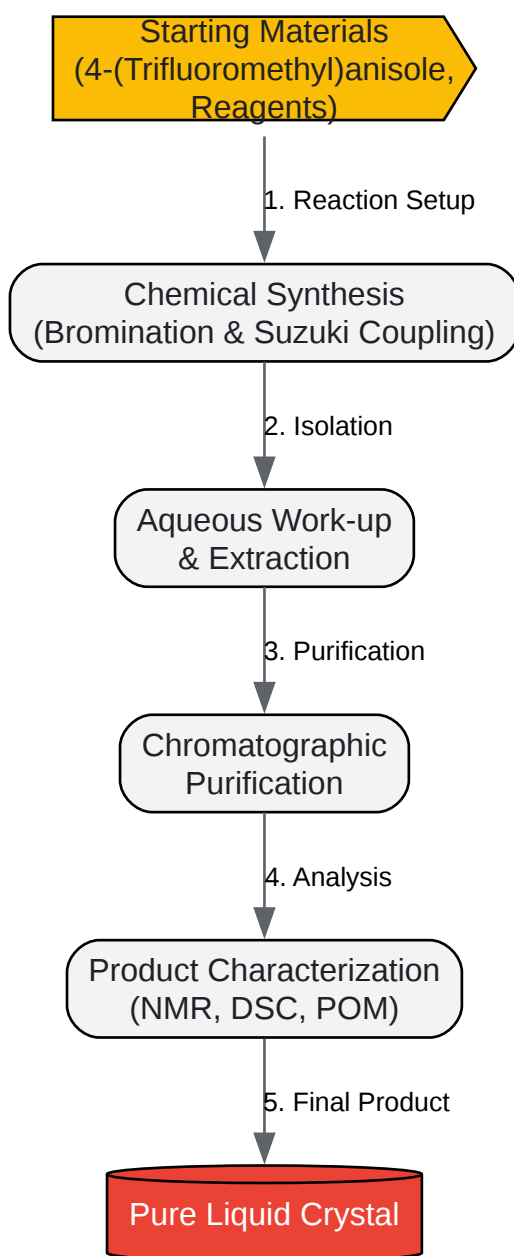 Starting Materials
(4-(Trifluoromethyl)anisole,
Reagents)
1. Reaction Setup
Chemical Synthesis
(Bromination & Suzuki Coupling)
2. Isolation
Aqueous Work-up
& Extraction
3. Purification
Chromatographic
Purification
4. Analysis
Product Characterization
(NMR, DSC, POM)
5. Final Product
Pure Liquid Crystal